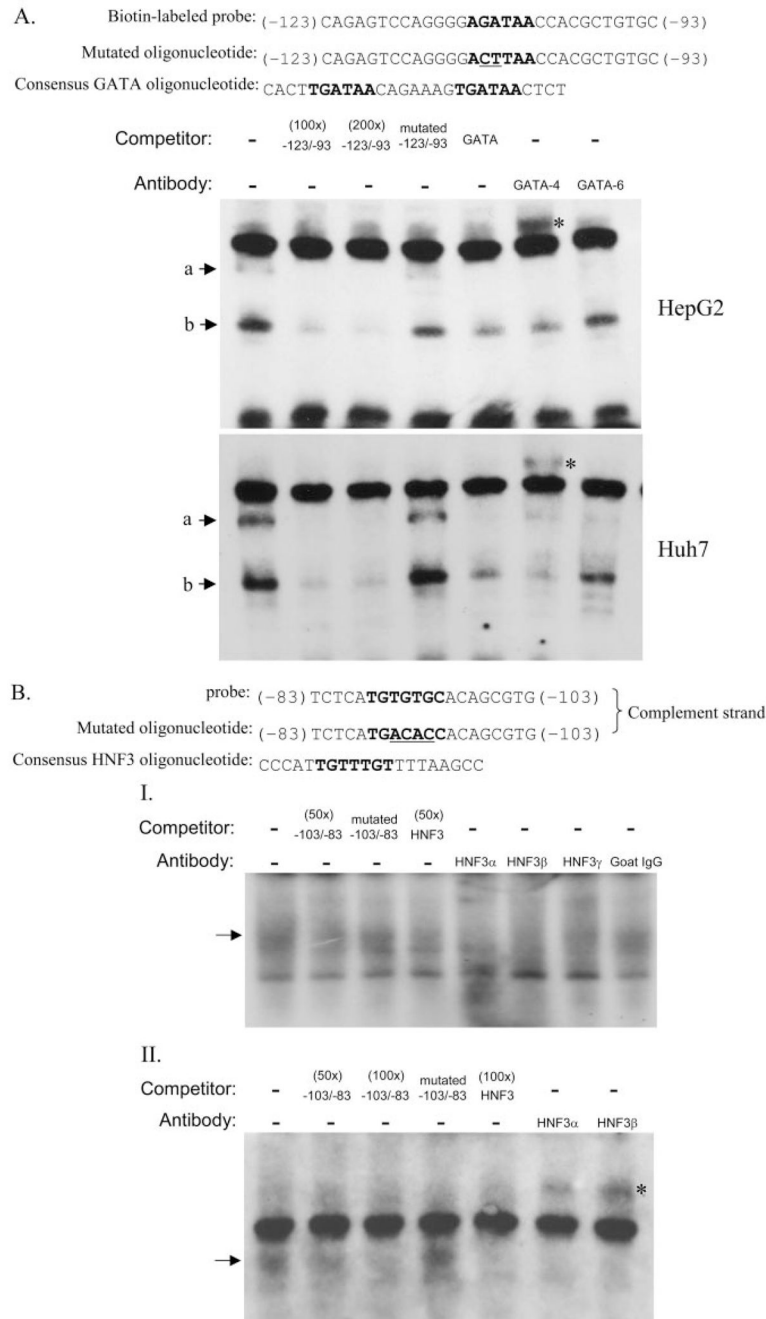 A.
Biotin-labeled probe: (-123)CAGAGTCCAGGGGAGATAACCACGCTGTGC(-93)
Mutated oligonucleotide: (-123)CAGAGTCCAGGGGACTTAACCACGCTGTGC(-93)
Consensus GATA oligonucleotide: CACTTGATAACAGAAAGTGATAACTCT
Competitor: - (100x) -123/-93 (200x) -123/-93 mutated -123/-93 GATA - -
Antibody: - - - - - GATA-4 GATA-6
*
a
b
HepG2
*
a
b
Huh7
B.
probe: (-83)TCTCATGTGTGCACAGCGTG(-103)
Complement strand
Mutated oligonucleotide: (-83)TCTCATGACACCACAGCGTG(-103)
Consensus HNF3 oligonucleotide: CCCATTGTTTGTTTTAAGCC
I.
Competitor: - (50x) -103/-83 mutated -103/-83 (50x) HNF3 - - - -
Antibody: - - - - HNF3α HNF3β HNF3γ Goat IgG
II.
Competitor: - (50x) -103/-83 (100x) -103/-83 mutated -103/-83 (100x) HNF3 - -
Antibody: - - - - - HNF3α HNF3β
*